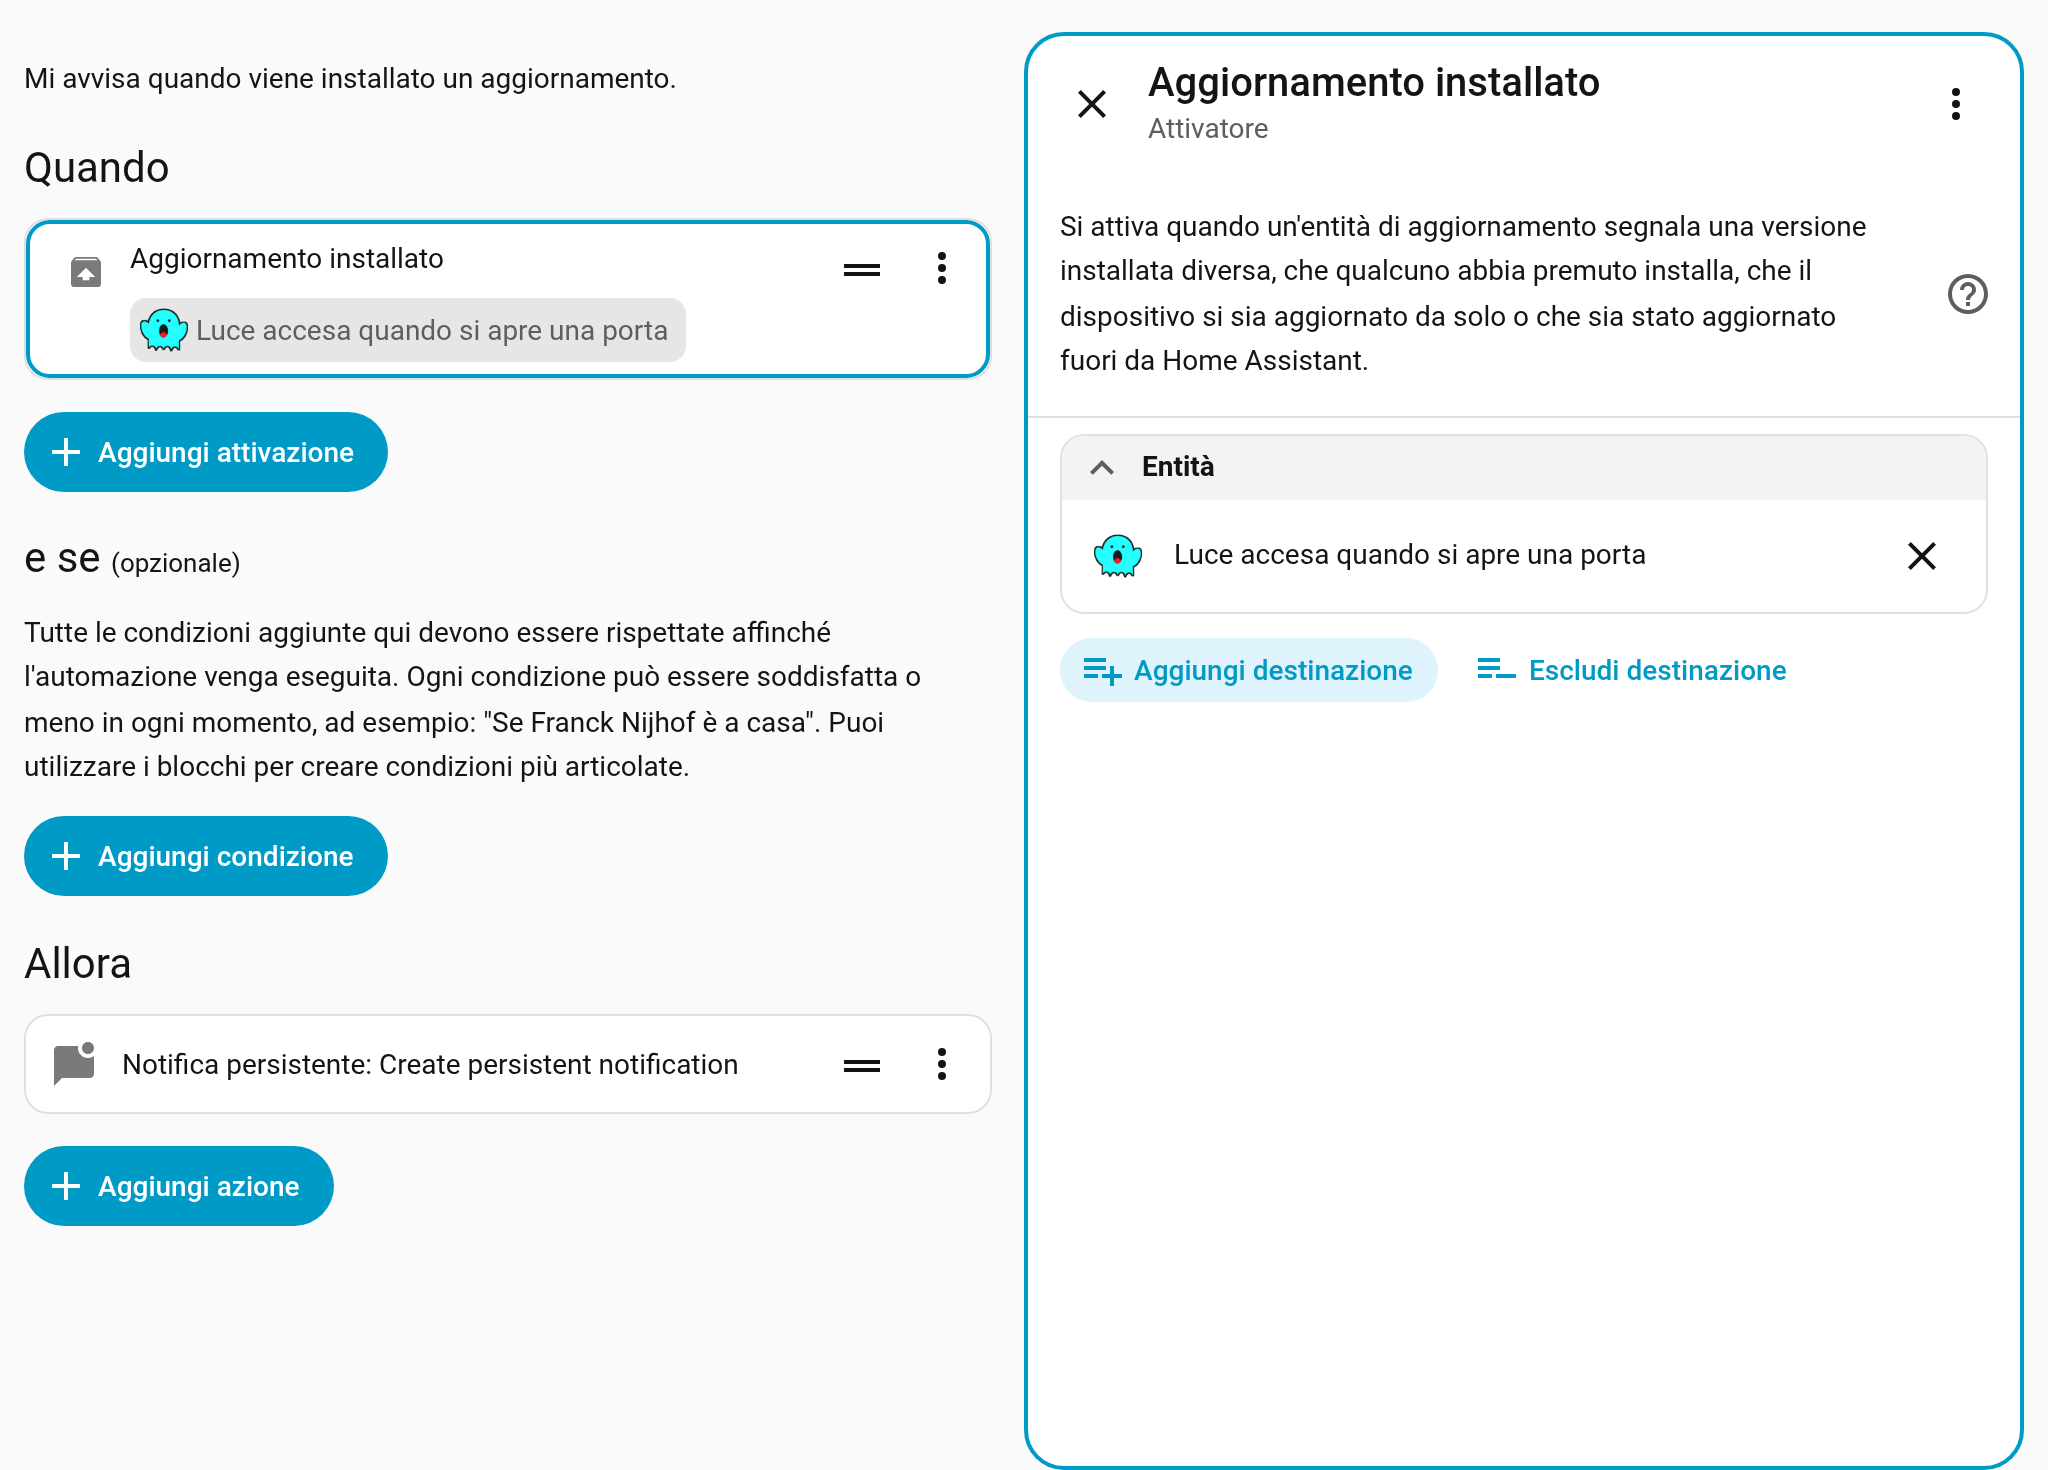 Mi avvisa quando viene installato un aggiornamento.
Quando
Aggiornamento installato
Luce accesa quando si apre una porta
Aggiungi attivazione
e se (opzionale)
Tutte le condizioni aggiunte qui devono essere rispettate affinché
l'automazione venga eseguita. Ogni condizione può essere soddisfatta o
meno in ogni momento, ad esempio: "Se Franck Nijhof è a casa". Puoi
utilizzare i blocchi per creare condizioni più articolate.
Aggiungi condizione
Allora
Notifica persistente: Create persistent notification
Aggiungi azione
Aggiornamento installato
Attivatore
Si attiva quando un'entità di aggiornamento segnala una versione
installata diversa, che qualcuno abbia premuto installa, che il
dispositivo si sia aggiornato da solo o che sia stato aggiornato
fuori da Home Assistant.
Entità
Luce accesa quando si apre una porta
Aggiungi destinazione
Escludi destinazione